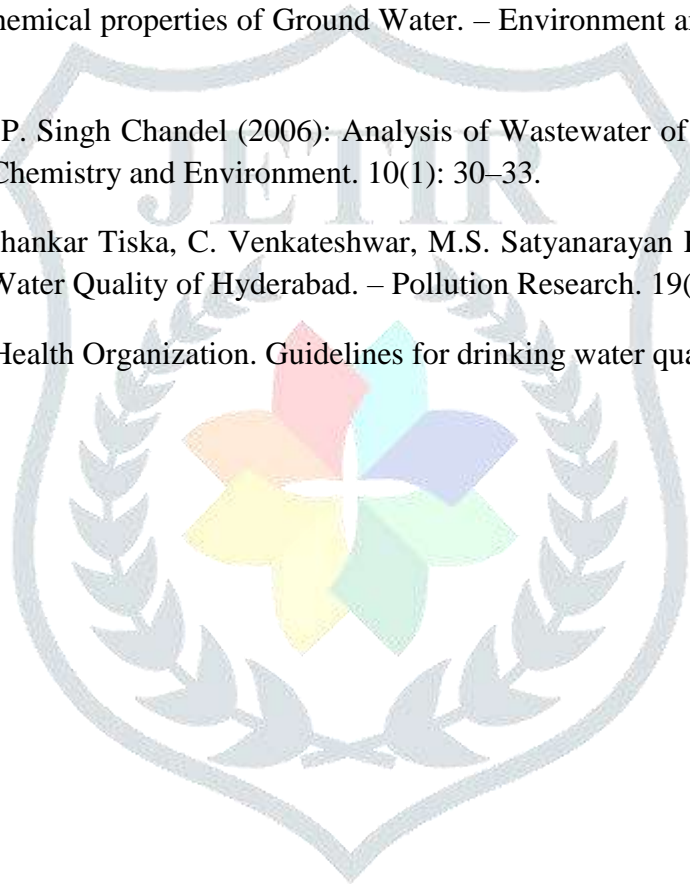 hemical properties of Ground Water. – Environment a
P. Singh Chandel (2006): Analysis of Wastewater of
Chemistry and Environment. 10(1): 30–33.
JETIR
hankar Tiska, C. Venkateshwar, M.S. Satyanarayan
Water Quality of Hyderabad. – Pollution Research. 19(
Health Organization. Guidelines for drinking water qua